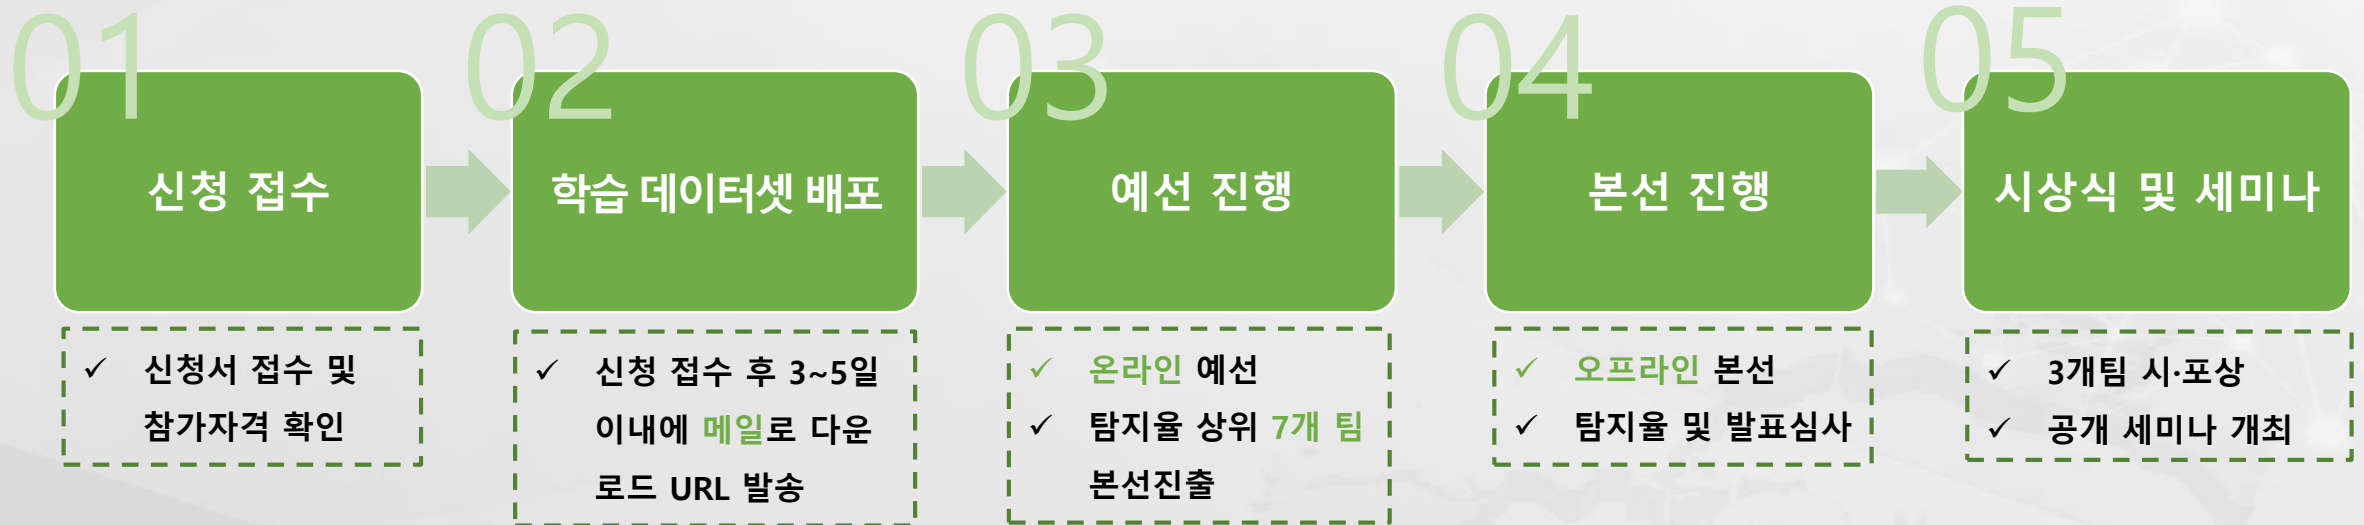 01
신청 접수
✓ 신청서 접수 및
참가자격 확인
02
학습 데이터셋 배포
✓ 신청 접수 후 3~5일
이내에 메일로 다운
로드 URL 발송
03
예선 진행
✓ 온라인 예선
✓ 탐지율 상위 7개 팀
본선진출
04
본선 진행
✓ 오프라인 본선
✓ 탐지율 및 발표심사
05
시상식 및 세미나
✓ 3개팀 시·포상
✓ 공개 세미나 개최